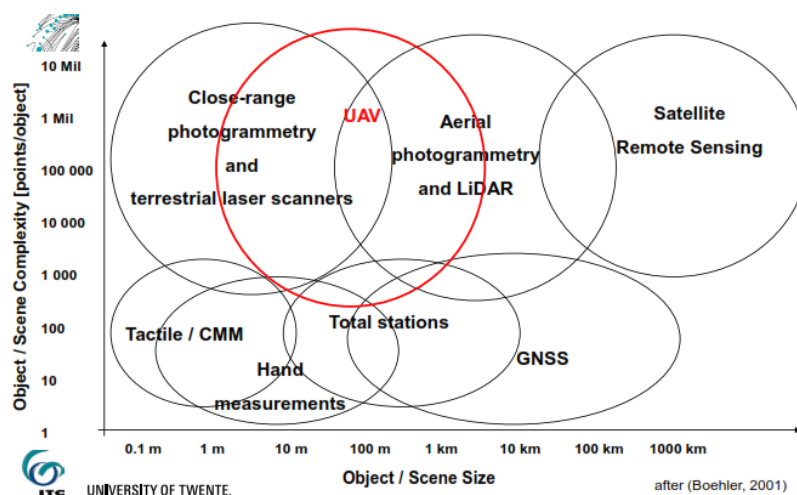 Object / Scene Complexity [points/object]
10 Mil
1 Mil
100 000
10 000
1 000
100
10
1
Close-range
photogrammetry
and
terrestrial laser scanners
UAV
Aerial
photogrammetry
and LiDAR
Satellite
Remote Sensing
Tactile / CMM
Hand
measurements
Total stations
GNSS
0.1 m 1 m 10 m 100 m 1 km 10 km 100 km 1000 km
Object / Scene Size
ITC UNIVERSITY OF TWENTE.
after (Boehler, 2001)